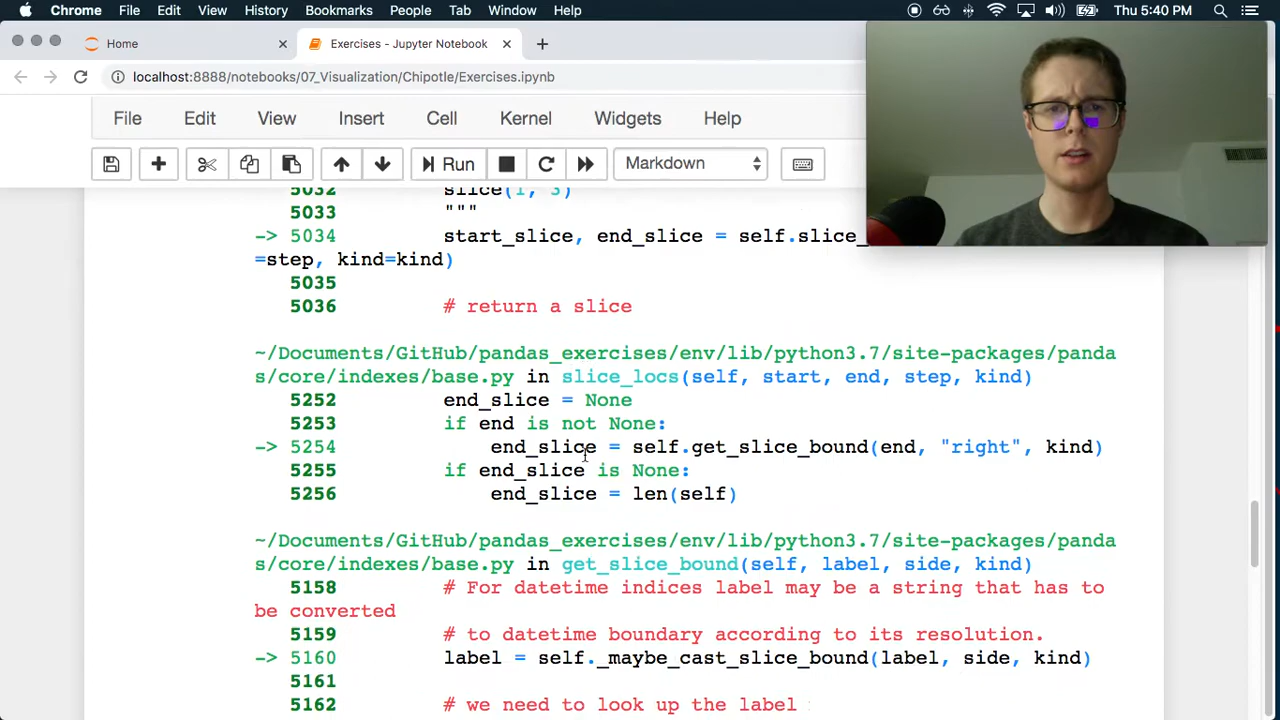 Chrome File Edit View History Bookmarks People Tab Window Help Thu 5:40 PM
Home Exercises - Jupyter Notebook
localhost:8888/notebooks/07_Visualization/Chipotle/Exercises.ipynb
File Edit View Insert Cell Kernel Widgets Help
Run Markdown
5032 slice(1, 3)
5033 """
-> 5034 start_slice, end_slice = self.slice_
=step, kind=kind)
5035
5036 # return a slice
~/Documents/GitHub/pandas_exercises/env/lib/python3.7/site-packages/panda
s/core/indexes/base.py in slice_locs(self, start, end, step, kind)
5252 end_slice = None
5253 if end is not None:
-> 5254 end_slice = self.get_slice_bound(end, "right", kind)
5255 if end_slice is None:
5256 end_slice = len(self)
~/Documents/GitHub/pandas_exercises/env/lib/python3.7/site-packages/panda
s/core/indexes/base.py in get_slice_bound(self, label, side, kind)
5158 # For datetime indices label may be a string that has to
be converted
5159 # to datetime boundary according to its resolution.
-> 5160 label = self._maybe_cast_slice_bound(label, side, kind)
5161
5162 # we need to look up the label